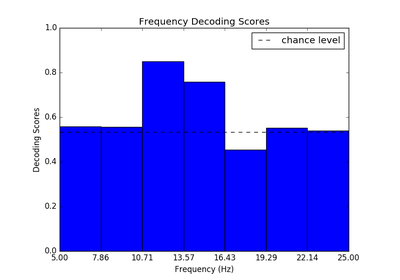 Frequency Decoding Scores
chance level
1.0
0.8
0.6
0.4
0.2
0.0
Decoding Scores
5.00 7.86 10.71 13.57 16.43 19.29 22.14 25.00
Frequency (Hz)